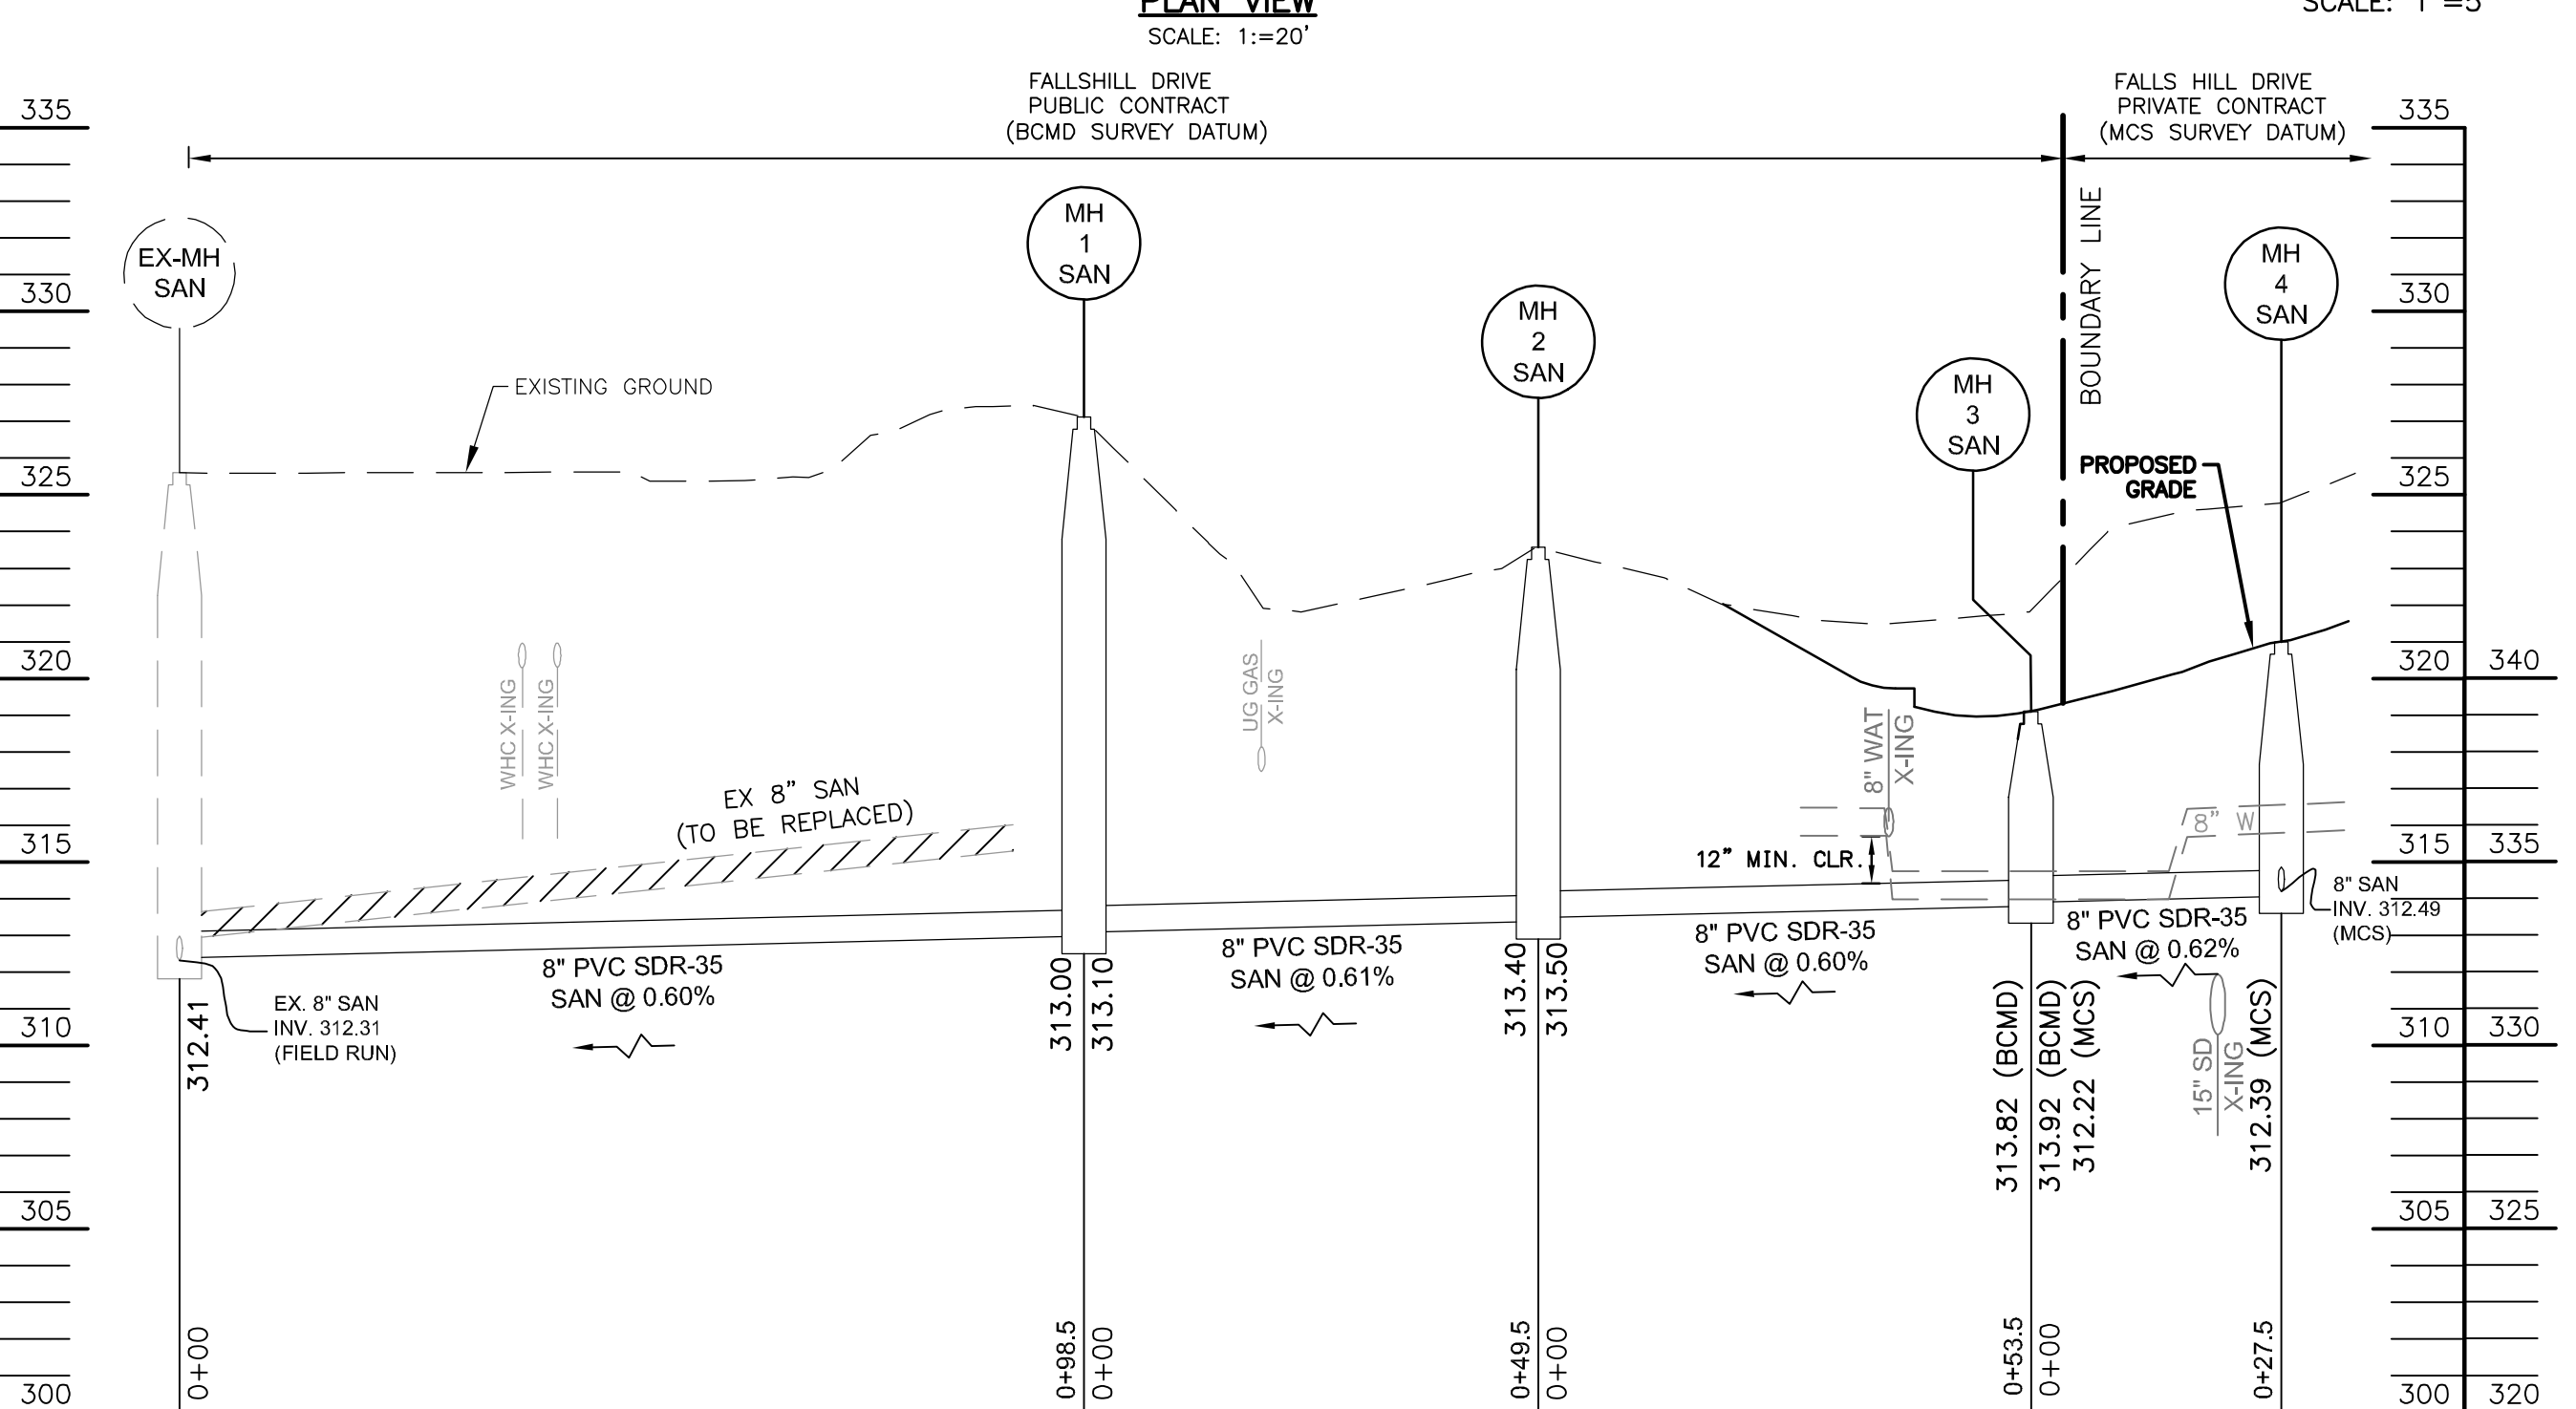 PLAN VIEW
SCALE: 1:=20'
SCALE: 1"=5'
FALLSHILL DRIVE
PUBLIC CONTRACT
(BCMD SURVEY DATUM)
FALLS HILL DRIVE
PRIVATE CONTRACT
(MCS SURVEY DATUM)
335
330
325
320
315
310
305
300
EX-MH
SAN
MH
1
SAN
MH
2
SAN
MH
3
SAN
MH
4
SAN
BOUNDARY LINE
EXISTING GROUND
PROPOSED
GRADE
WHC X-ING
WHC X-ING
UG GAS
X-ING
8" WAT
X-ING
EX 8" SAN
(TO BE REPLACED)
12" MIN. CLR.
8" W
8" SAN
INV. 312.49
(MCS)
8" PVC SDR-35
SAN @ 0.60%
8" PVC SDR-35
SAN @ 0.61%
8" PVC SDR-35
SAN @ 0.60%
8" PVC SDR-35
SAN @ 0.62%
EX. 8" SAN
INV. 312.31
(FIELD RUN)
312.41
313.00
313.10
313.40
313.50
313.82 (BCMD)
313.92 (BCMD)
312.22 (MCS)
15" SD
X-ING
312.39 (MCS)
0+00
0+98.5
0+00
0+49.5
0+00
0+53.5
0+00
0+27.5
335
330
325
320
315
310
305
300
340
335
330
325
320